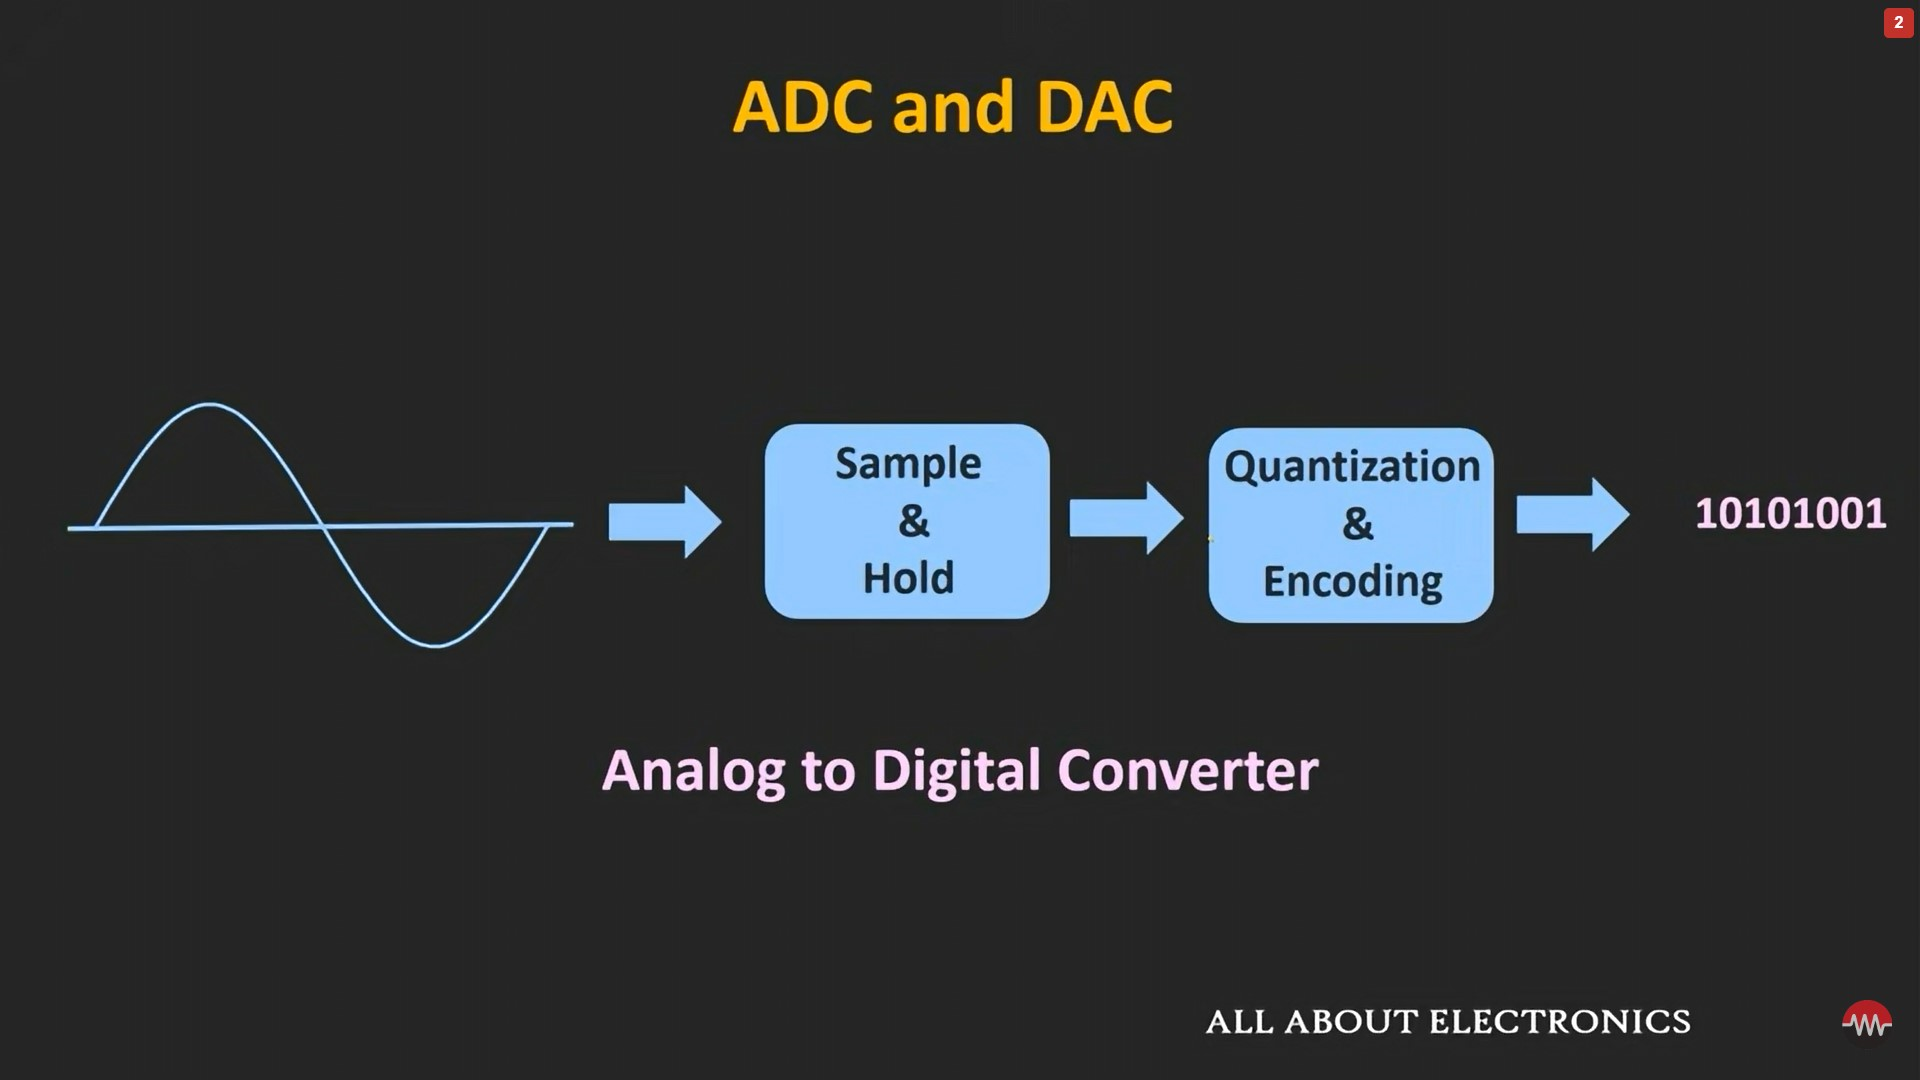 2
ADC and DAC
Sample
&
Hold
Quantization
&
Encoding
10101001
Analog to Digital Converter
ALL ABOUT ELECTRONICS